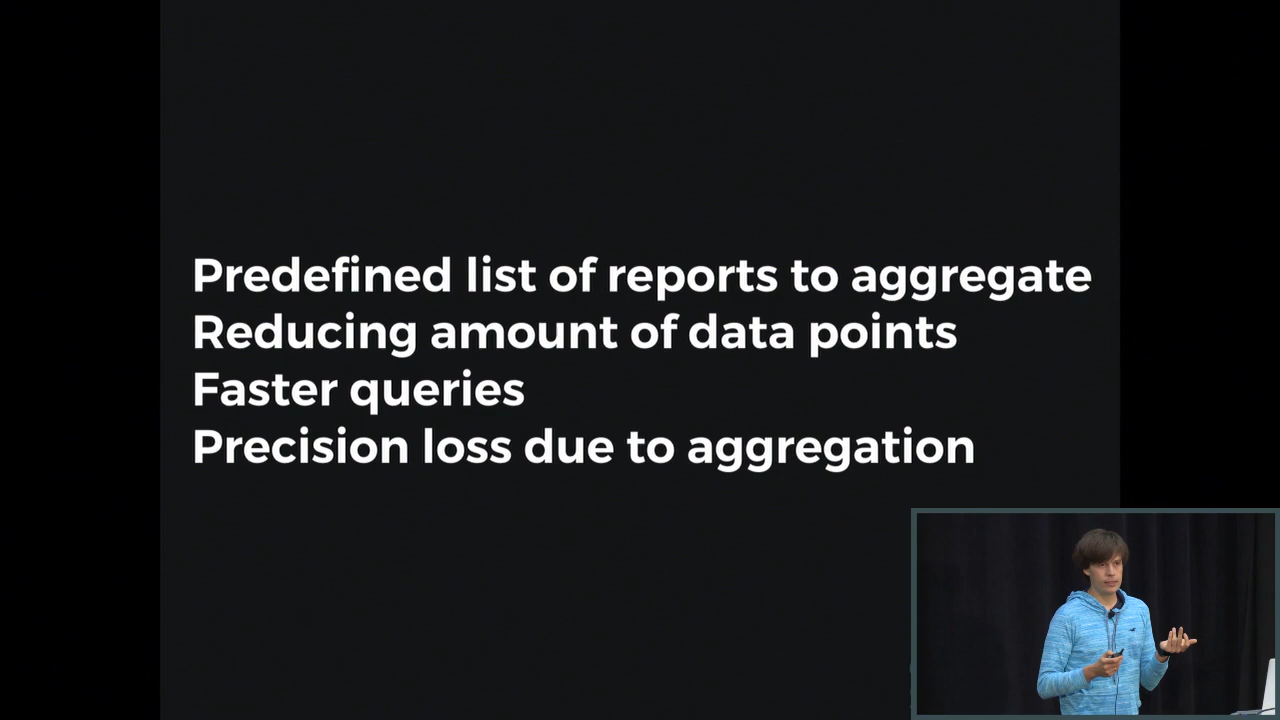 Predefined list of reports to aggregate
Reducing amount of data points
Faster queries
Precision loss due to aggregation